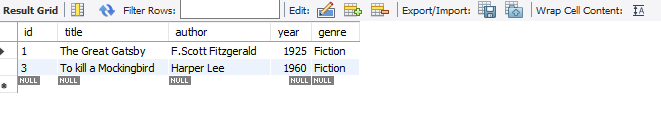 Result Grid Filter Rows: Edit: Export/Import: Wrap Cell Content:
id title author year genre
1 The Great Gatsby F.Scott Fitzgerald 1925 Fiction
3 To kill a Mockingbird Harper Lee 1960 Fiction
NULL NULL NULL NULL NULL